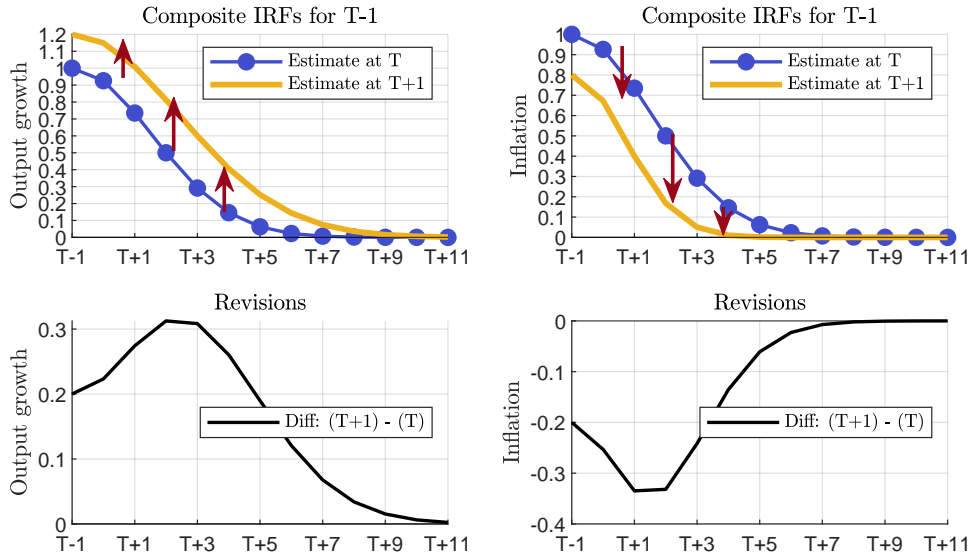 Composite IRFs for T-1
Output growth
1.2
1
0.9
0.8
0.7
0.6
0.5
0.4
0.3
0.2
0.1
0
Estimate at T
Estimate at T+1
T-1 T+1 T+3 T+5 T+7 T+9 T+11
Composite IRFs for T-1
Inflation
1
0.9
0.8
0.7
0.6
0.5
0.4
0.3
0.2
0.1
0
Estimate at T
Estimate at T+1
T-1 T+1 T+3 T+5 T+7 T+9 T+11
Revisions
Output growth
0.3
0.2
0.1
0
Diff: (T+1) - (T)
T-1 T+1 T+3 T+5 T+7 T+9 T+11
Revisions
Inflation
0
-0.1
-0.2
-0.3
-0.4
Diff: (T+1) - (T)
T-1 T+1 T+3 T+5 T+7 T+9 T+11